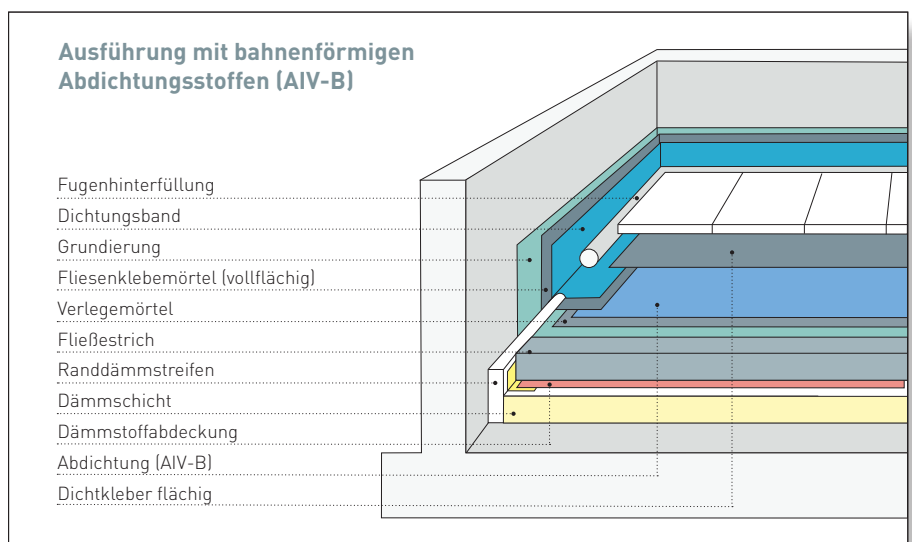 Ausführung mit bahnenförmigen
Abdichtungsstoffen (AIV-B)
Fugenhinterfüllung
Dichtungsband
Grundierung
Fliesenklebemörtel (vollflächig)
Verlegemörtel
Fließestrich
Randdämmstreifen
Dämmschicht
Dämmstoffabdeckung
Abdichtung (AIV-B)
Dichtkleber flächig